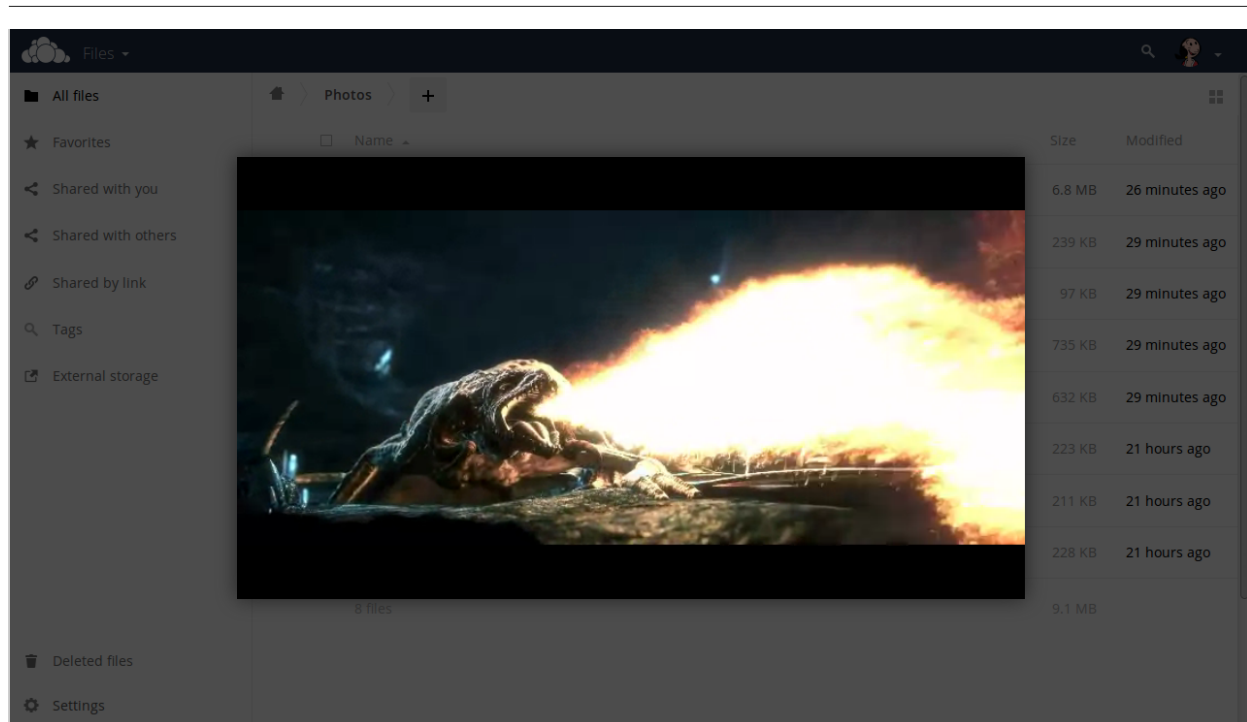 Files
All files
Photos +
Favorites
Name Size Modified
Shared with you
6.8 MB 26 minutes ago
Shared with others
239 KB 29 minutes ago
Shared by link
97 KB 29 minutes ago
Tags
735 KB 29 minutes ago
External storage
632 KB 29 minutes ago
223 KB 21 hours ago
211 KB 21 hours ago
228 KB 21 hours ago
8 files 9.1 MB
Deleted files
Settings